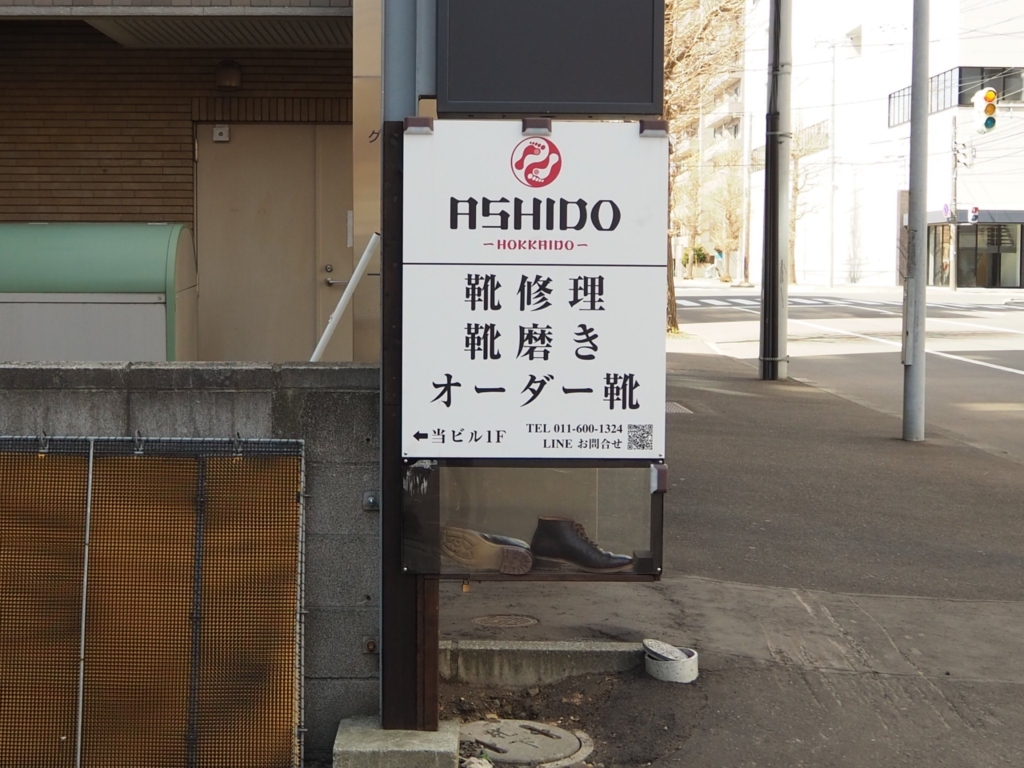 ASHIDO
~HOKKAIDO~
靴修理
靴磨き
オーダー靴
←当ビル1F
TEL 011-600-1324
LINE お問合せ
グ